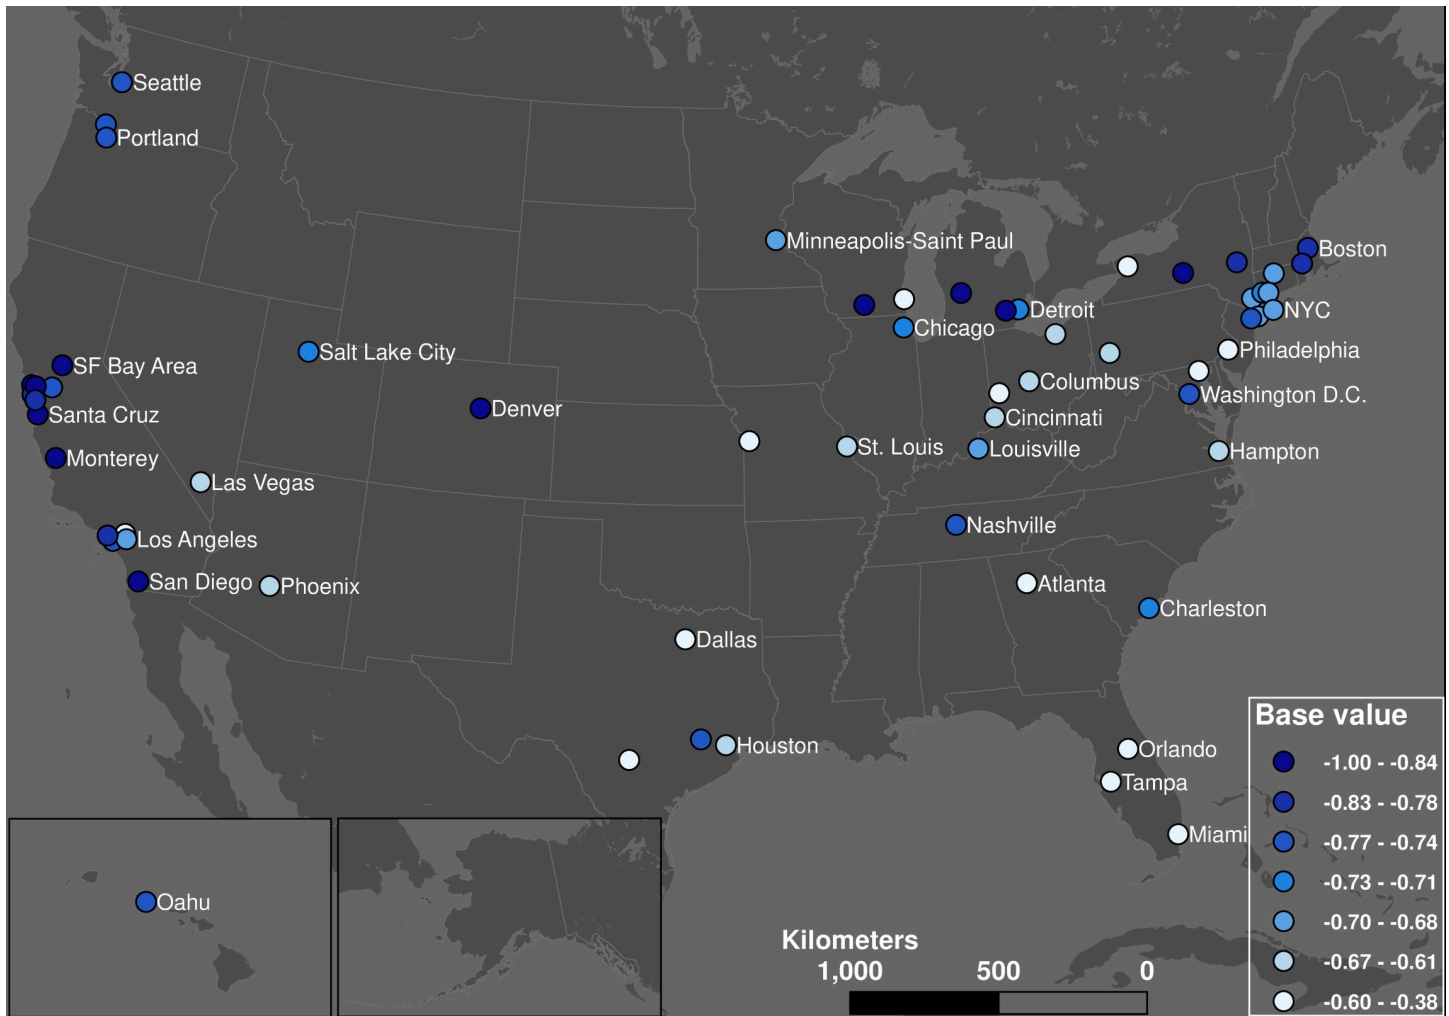 Seattle
Portland
Minneapolis-Saint Paul
Boston
Detroit
NYC
Chicago
Salt Lake City
Philadelphia
SF Bay Area
Columbus
Washington D.C.
Denver
Santa Cruz
Cincinnati
St. Louis
Louisville
Hampton
Monterey
Las Vegas
Nashville
Los Angeles
San Diego
Phoenix
Atlanta
Charleston
Dallas
Houston
Orlando
Tampa
Miami
Oahu
Base value
-1.00 - -0.84
-0.83 - -0.78
-0.77 - -0.74
-0.73 - -0.71
-0.70 - -0.68
-0.67 - -0.61
-0.60 - -0.38
Kilometers
1,000 500 0